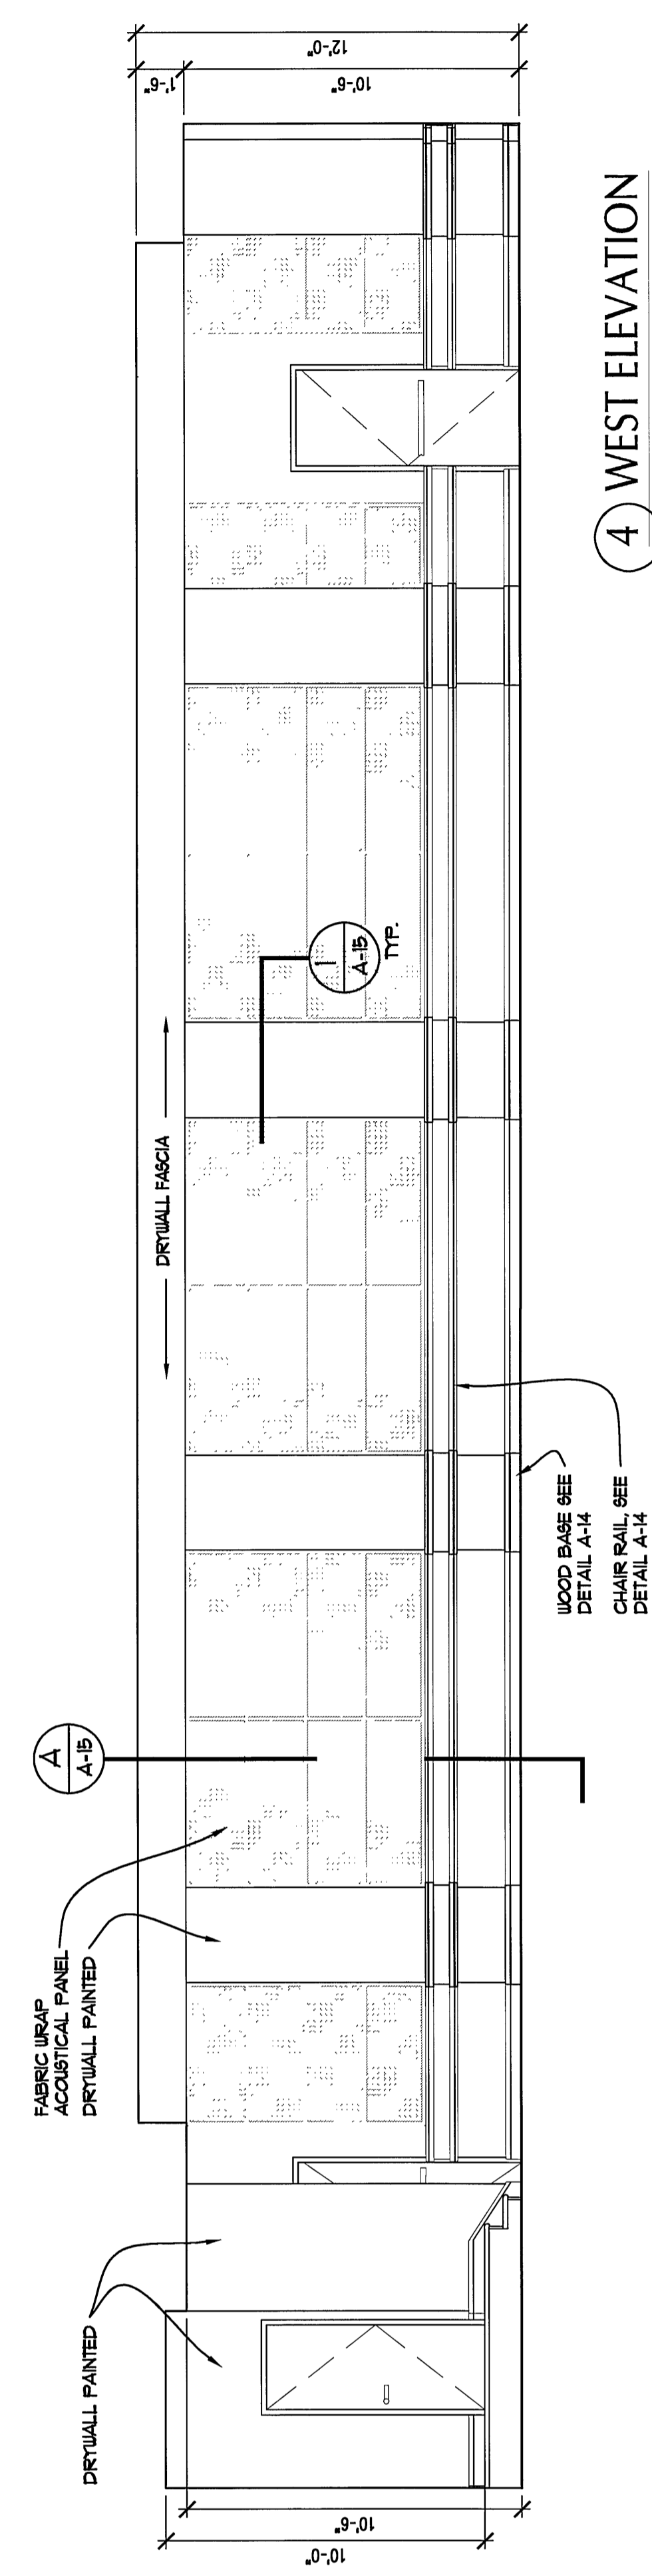 DRYWALL PAINTED
FABRIC WRAP
ACOUSTICAL PANEL
DRYWALL PAINTED
A
A-15
DRYWALL FASCIA
1
A-15
TYP.
WOOD BASE SEE
DETAIL A-14
CHAIR RAIL, SEE
DETAIL A-14
10'-0"
10'-6"
1'-6"
10'-6"
12'-0"
4 WEST ELEVATION